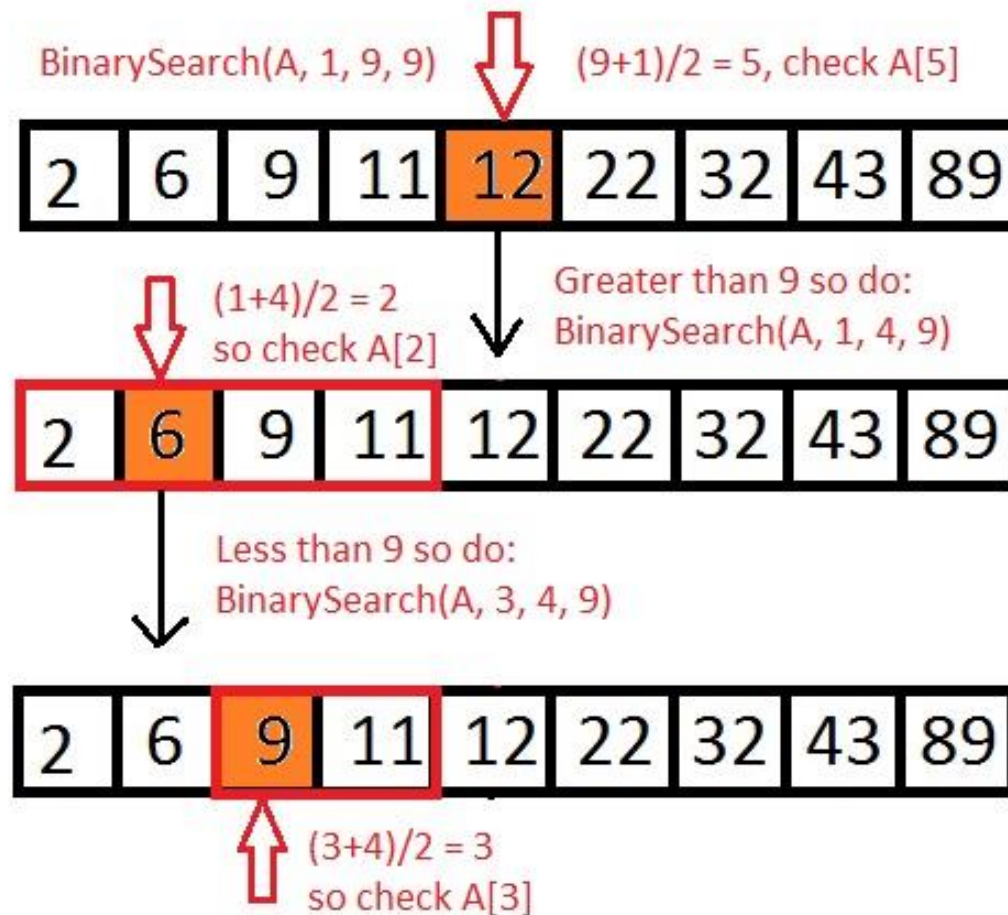 BinarySearch(A, 1, 9, 9)
(9+1)/2 = 5, check A[5]
2 6 9 11 12 22 32 43 89
(1+4)/2 = 2
so check A[2]
Greater than 9 so do:
BinarySearch(A, 1, 4, 9)
2 6 9 11 12 22 32 43 89
Less than 9 so do:
BinarySearch(A, 3, 4, 9)
2 6 9 11 12 22 32 43 89
(3+4)/2 = 3
so check A[3]